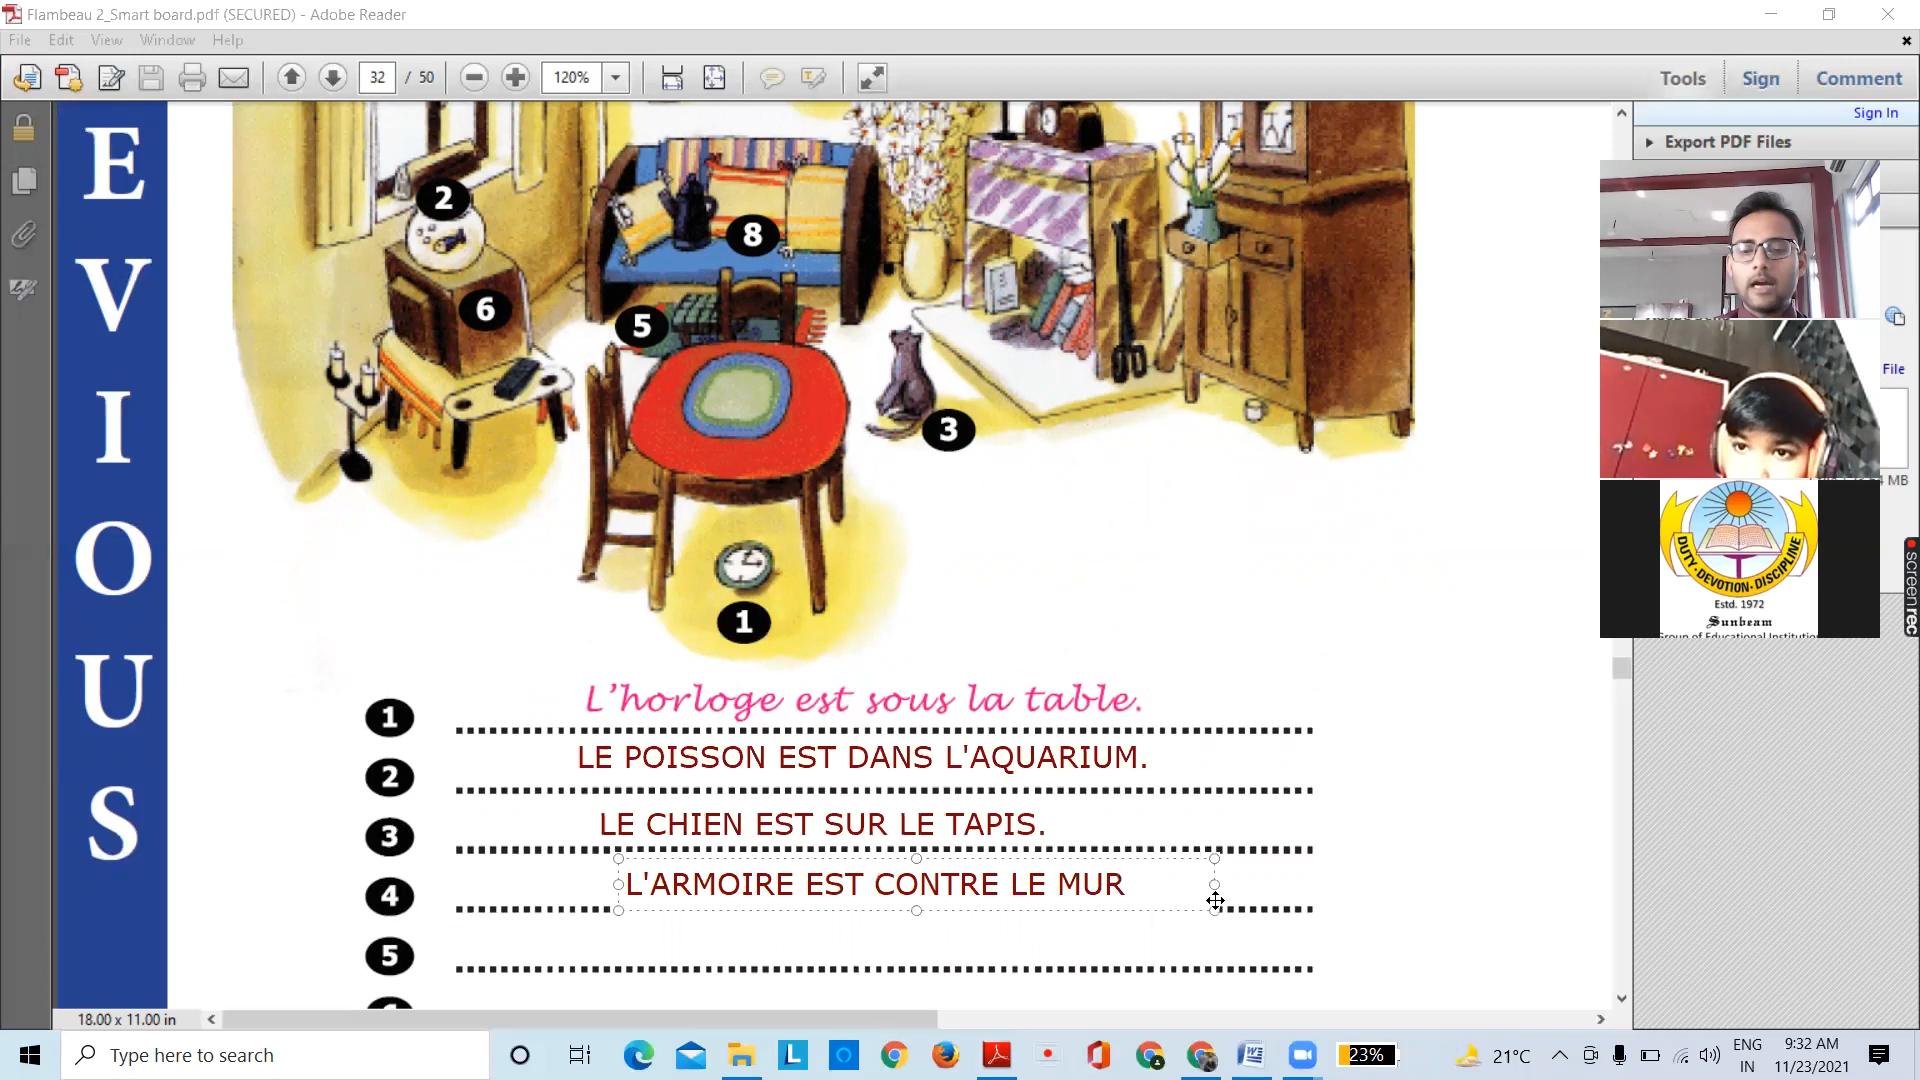 Flambeau 2_Smart board.pdf (SECURED) - Adobe Reader
File Edit View Window Help
32 / 50 120% Tools Sign Comment
Sign In
Export PDF Files
E
V
I
O
U
S
2
8
6
5
3
1
File
MB
DUTY·DEVOTION·DISCIPLINE
Estd. 1972
Sunbeam
Group of Educational Institutio
screenrec
1 L'horloge est sous la table.
2 LE POISSON EST DANS L'AQUARIUM.
3 LE CHIEN EST SUR LE TAPIS.
4 L'ARMOIRE EST CONTRE LE MUR
5
18.00 x 11.00 in
Type here to search
23%
21°C
ENG
IN
9:32 AM
11/23/2021